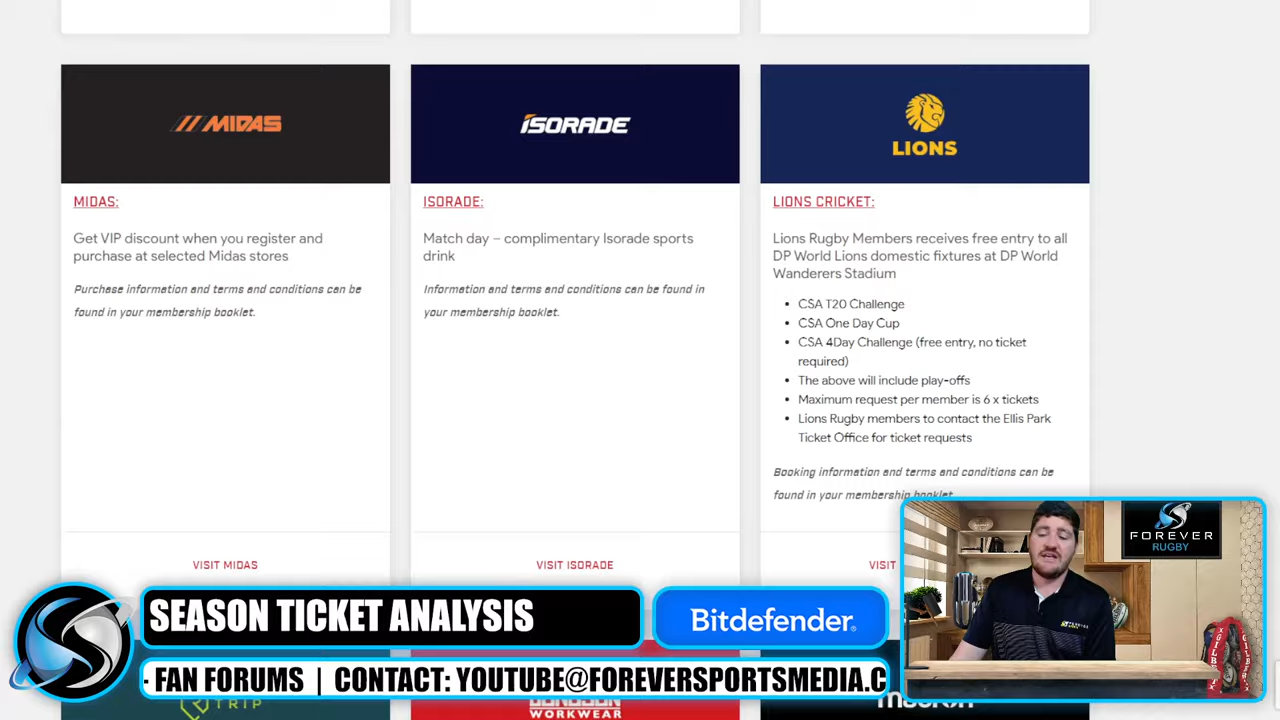 MIDAS
ISORADE
LIONS
MIDAS:
Get VIP discount when you register and
purchase at selected Midas stores
Purchase information and terms and conditions can be
found in your membership booklet.
VISIT MIDAS
ISORADE:
Match day – complimentary Isorade sports
drink
Information and terms and conditions can be found in
your membership booklet.
VISIT ISORADE
LIONS CRICKET:
Lions Rugby Members receives free entry to all
DP World Lions domestic fixtures at DP World
Wanderers Stadium
• CSA T20 Challenge
• CSA One Day Cup
• CSA 4Day Challenge (free entry, no ticket
required)
• The above will include play-offs
• Maximum request per member is 6 x tickets
• Lions Rugby members to contact the Ellis Park
Ticket Office for ticket requests
Booking information and terms and conditions can be
found in your membership booklet.
VISIT
FOREVER
RUGBY
SEASON TICKET ANALYSIS
Bitdefender®
- FAN FORUMS | CONTACT: YOUTUBE@FOREVERSPORTSMEDIA.C
TRIP
WORKWEAR